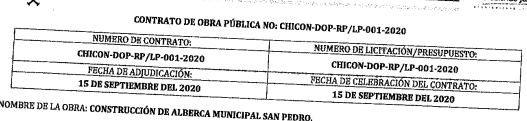 CONTRATO DE OBRA PÚBLICA NO: CHICON-DOP-RP/LP-001-2020
NUMERO DE CONTRATO: NUMERO DE LICITACIÓN/PRESUPUESTO:
CHICON-DOP-RP/LP-001-2020 CHICON-DOP-RP/LP-001-2020
FECHA DE ADJUDICACIÓN: FECHA DE CELEBRACIÓN DEL CONTRATO:
15 DE SEPTIEMBRE DEL 2020 15 DE SEPTIEMBRE DEL 2020
NOMBRE DE LA OBRA: CONSTRUCCIÓN DE ALBERCA MUNICIPAL SAN PEDRO.